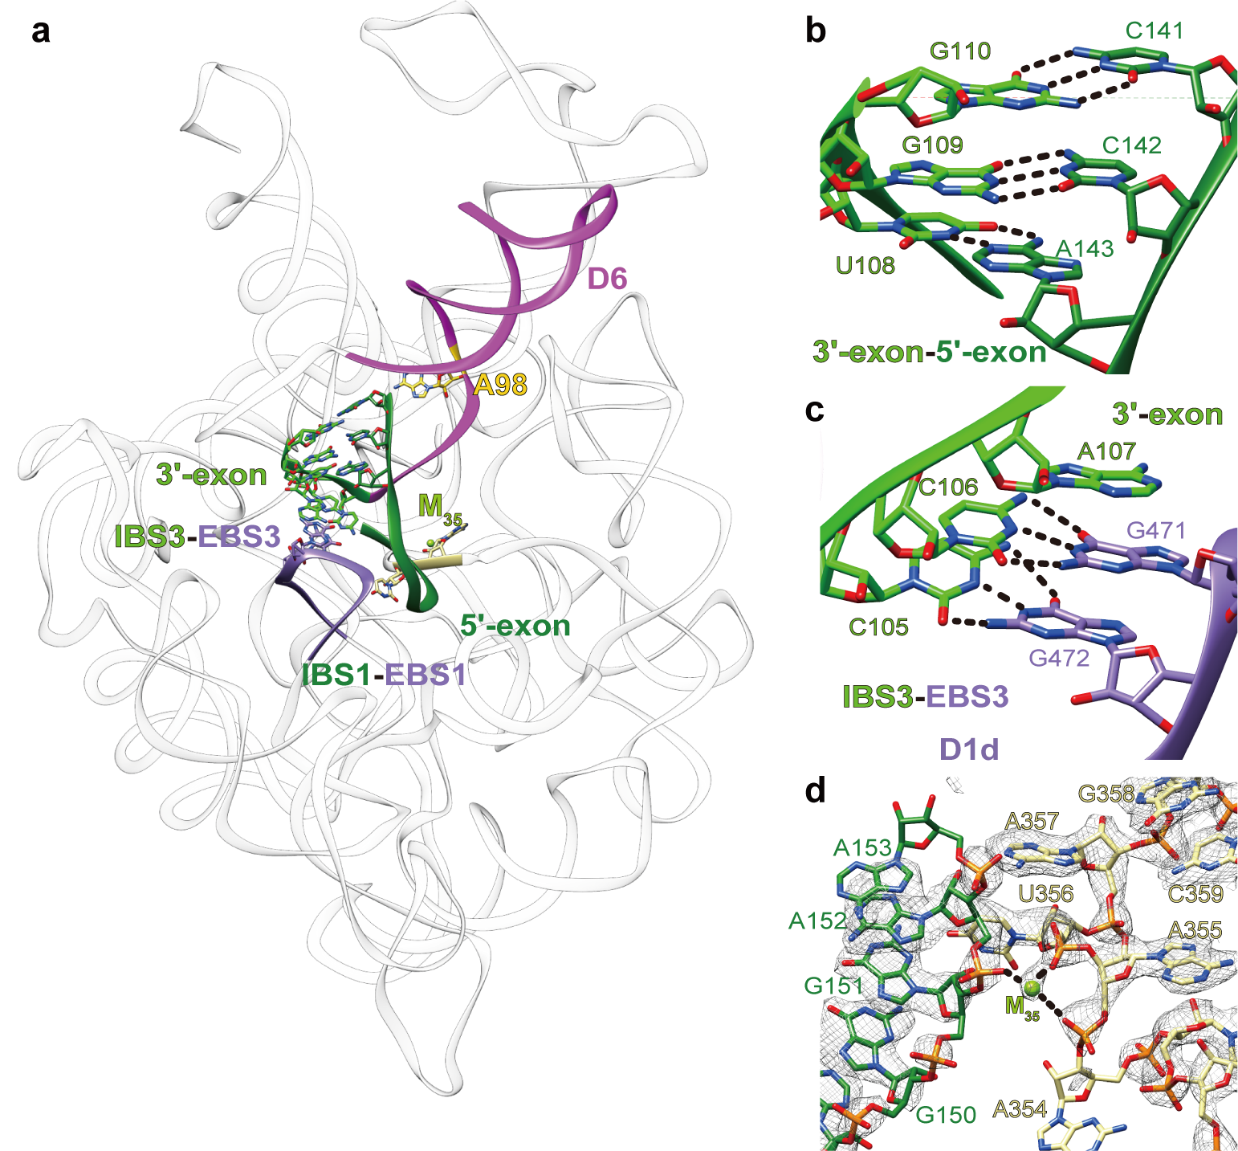 a
D6
A98
3'-exon
M35
IBS3-EBS3
5'-exon
IBS1-EBS1
b
C141
G110
G109
C142
U108
A143
3'-exon-5'-exon
c
3'-exon
A107
C106
G471
C105
G472
IBS3-EBS3
D1d
d
G358
A357
A153
U356
C359
A152
A355
G151
M35
A354
G150